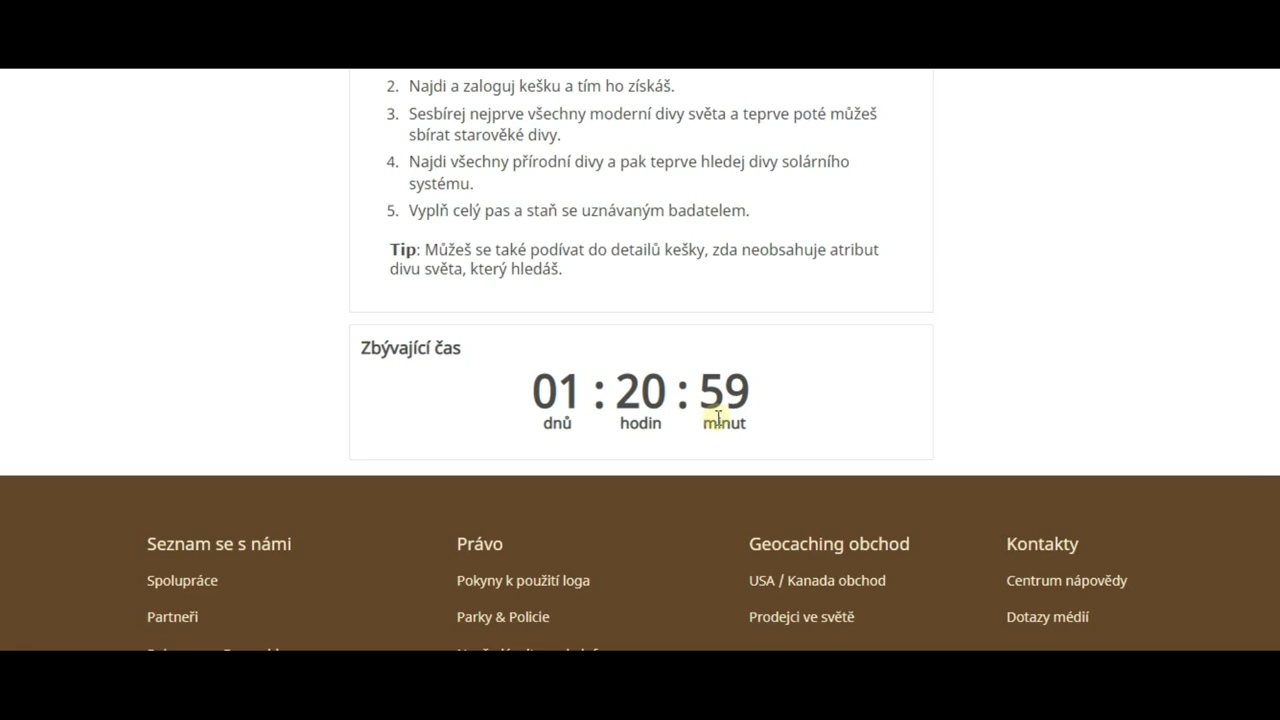 2. Najdi a zaloguj kešku a tím ho získáš.
3. Sesbírej nejprve všechny moderní divy světa a teprve poté můžeš
sbírat starověké divy.
4. Najdi všechny přírodní divy a pak teprve hledej divy solárního
systému.
5. Vyplň celý pas a staň se uznávaným badatelem.
Tip: Můžeš se také podívat do detailů kešky, zda neobsahuje atribut
divu světa, který hledáš.
Zbývající čas
01 : 20 : 59
dnů hodin minut
Seznam se s námi Právo Geocaching obchod Kontakty
Spolupráce Pokyny k použití loga USA / Kanada obchod Centrum nápovědy
Partneři Parky & Policie Prodejci ve světě Dotazy médií